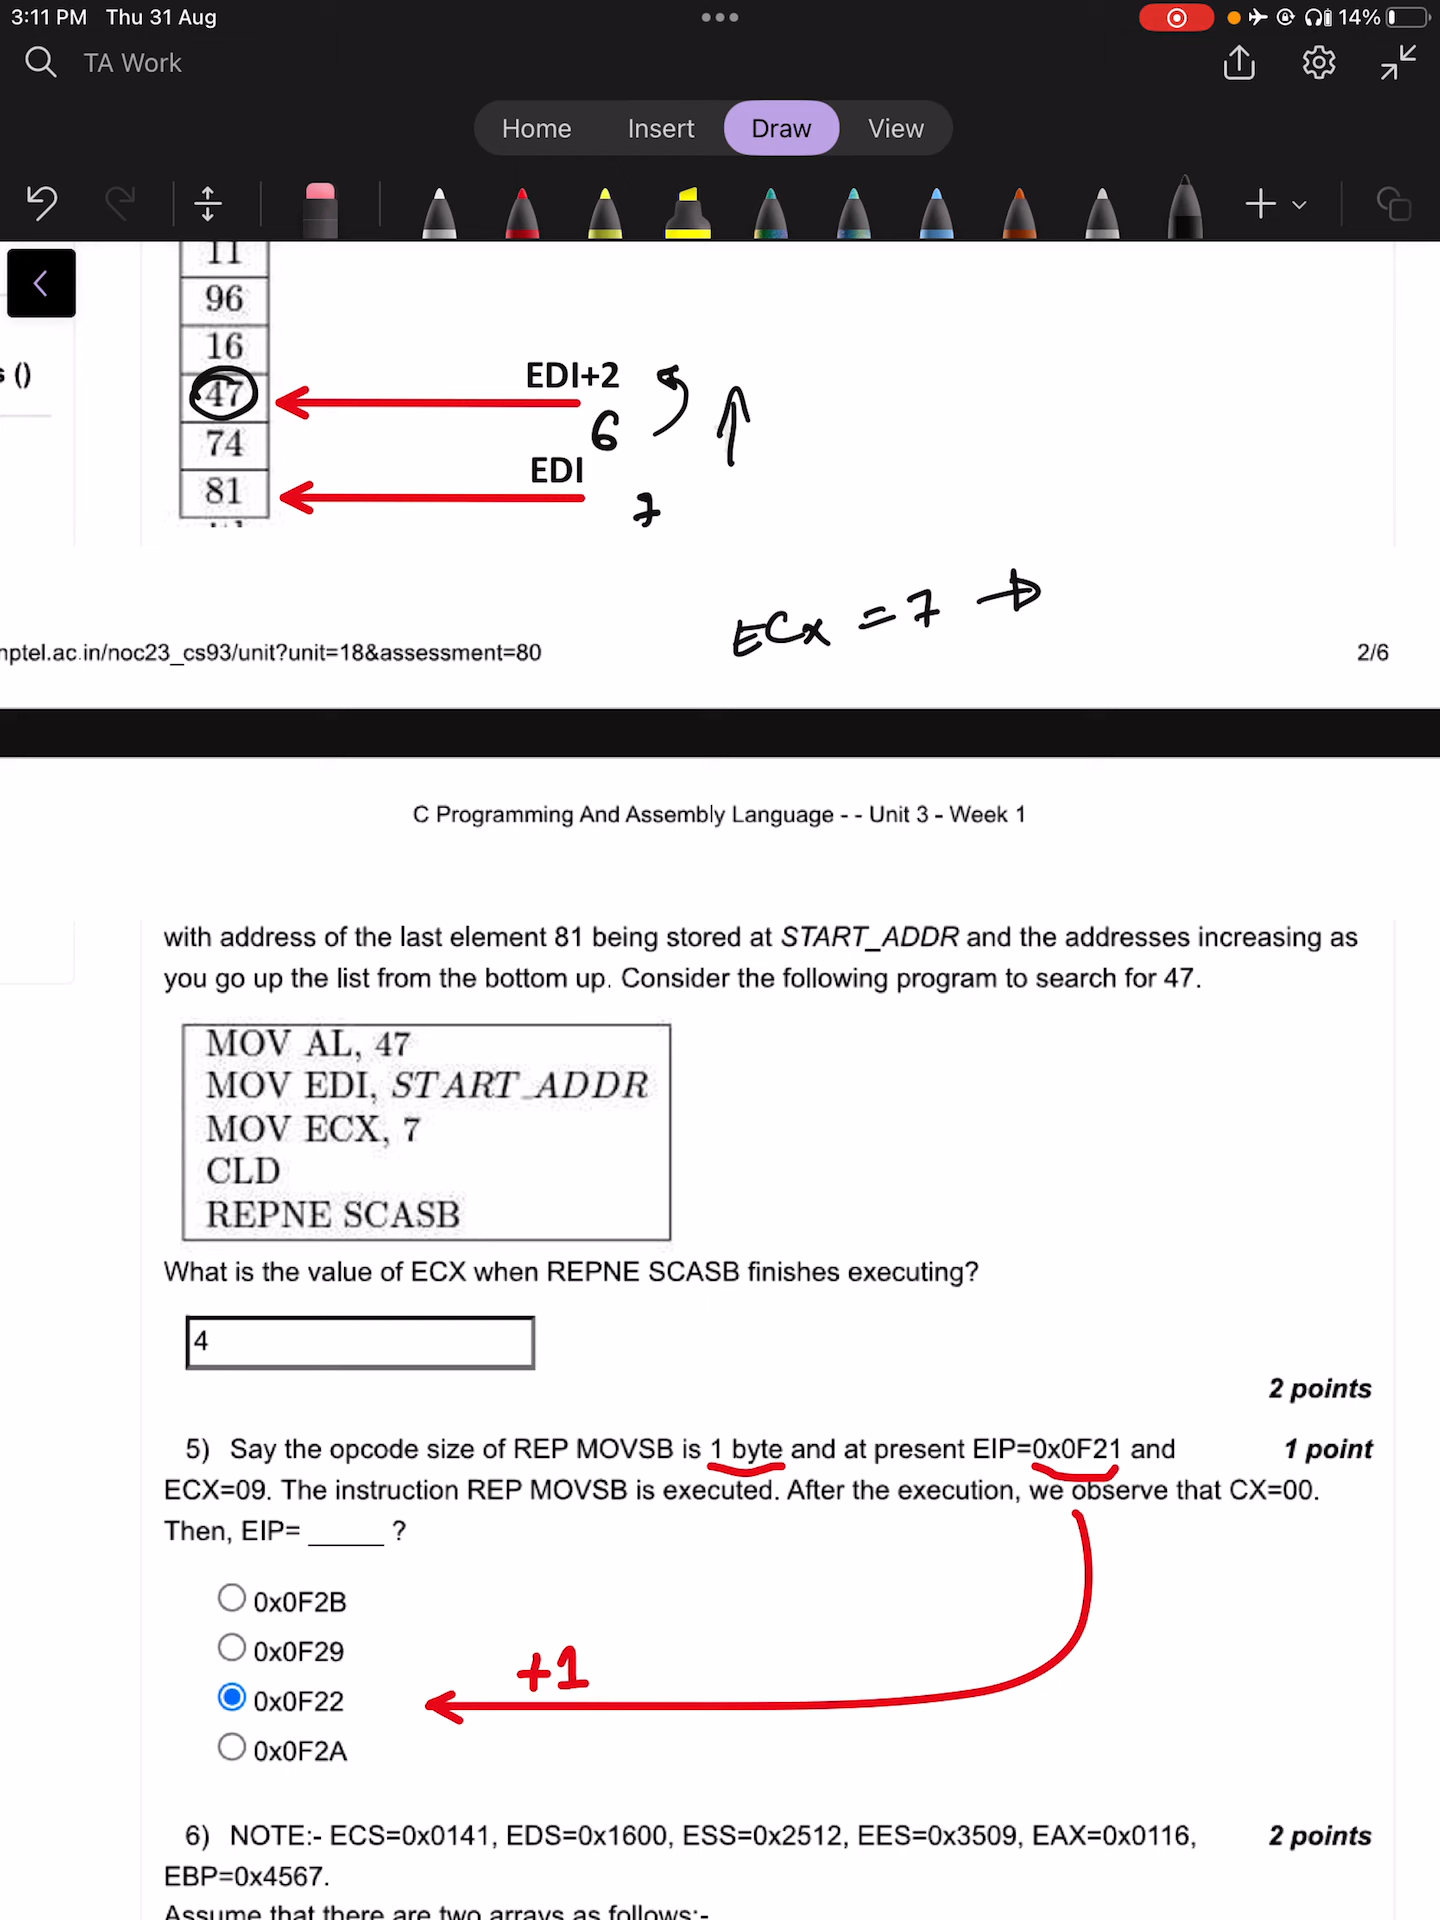 3:11 PM Thu 31 Aug
14%
TA Work
Home Insert Draw View
11
96
16
47
74
81
s ()
EDI+2
6
EDI
7
ECX = 7
nptel.ac.in/noc23_cs93/unit?unit=18&assessment=80
2/6
C Programming And Assembly Language - - Unit 3 - Week 1
with address of the last element 81 being stored at START_ADDR and the addresses increasing as
you go up the list from the bottom up. Consider the following program to search for 47.
MOV AL, 47
MOV EDI, START_ADDR
MOV ECX, 7
CLD
REPNE SCASB
What is the value of ECX when REPNE SCASB finishes executing?
4
2 points
5) Say the opcode size of REP MOVSB is 1 byte and at present EIP=0x0F21 and 1 point
ECX=09. The instruction REP MOVSB is executed. After the execution, we observe that CX=00.
Then, EIP= _____ ?
0x0F2B
0x0F29
+1
0x0F22
0x0F2A
6) NOTE:- ECS=0x0141, EDS=0x1600, ESS=0x2512, EES=0x3509, EAX=0x0116, 2 points
EBP=0x4567.
Assume that there are two arrays as follows:-